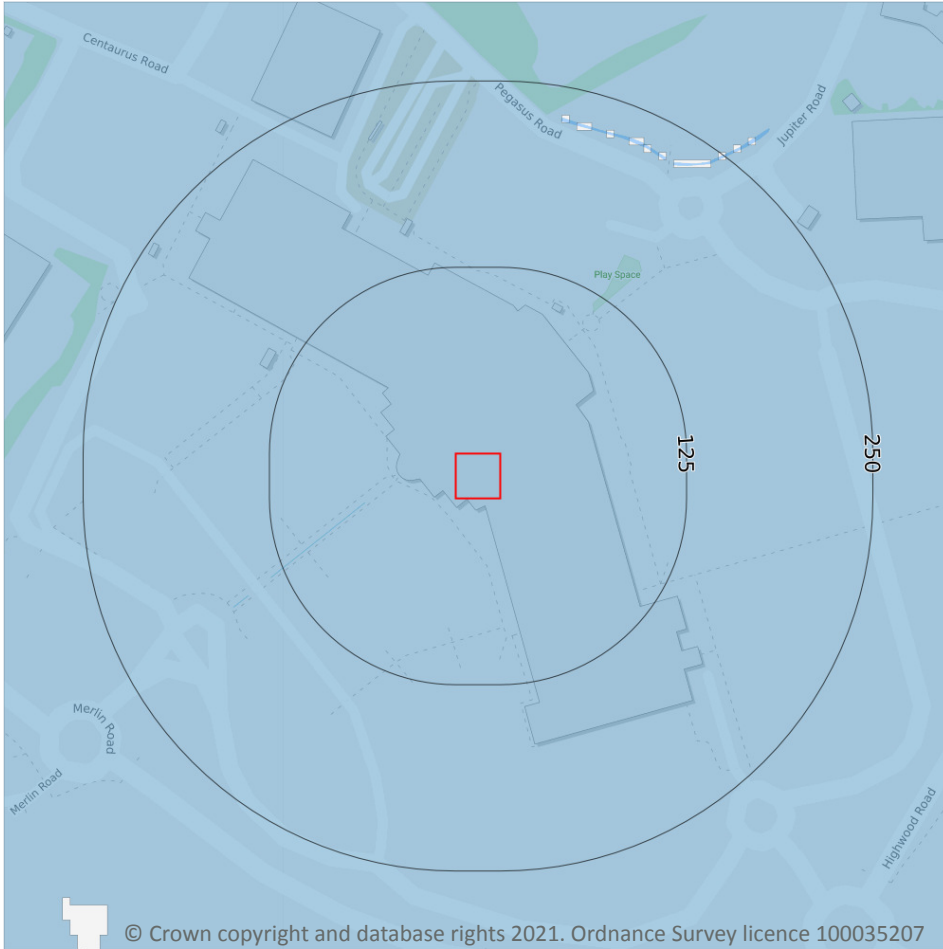 Centaurus Road
Pegasus Road
Jupiter Road
Play Space
125
250
Merlin Road
Merlin Road
Highwood Road
© Crown copyright and database rights 2021. Ordnance Survey licence 100035207